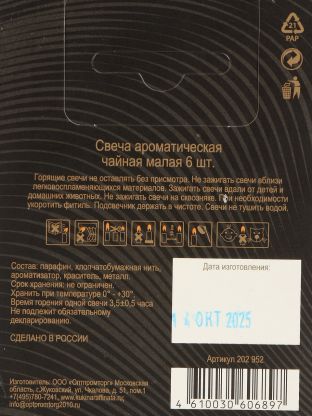 21
PAP
Свеча ароматическая
чайная малая 6 шт.
Горящие свечи не оставлять без присмотра. Не зажигать свечи вблизи
легковоспламеняющихся материалов. Зажигать свечи вдали от детей и
домашних животных. Не зажигать свечи на сквозняке. При необходимости
укоротить фитиль. Подсвечник держать в чистоте. Свечи не тушить водой.
Состав: парафин, хлопчатобумажная нить,
ароматизатор, краситель, металл.
Срок хранения: не ограничен.
Хранить при температуре 0° - +30°.
Время горения одной свечи 3,5±0,5 часа
Не подлежит обязательному
декларированию.
СДЕЛАНО В РОССИИ
Дата изготовления:
1 4 ОКТ 2025
Артикул 202 952
Изготовитель: ООО «Оптпромторг» Московская
область, г.Жуковский, ул. Чкалова, д. 51, пом.1
+7(495)780-7241, www.kukinaraffinata.ru
info@optpromtorg2010.ru
4 610030 606897